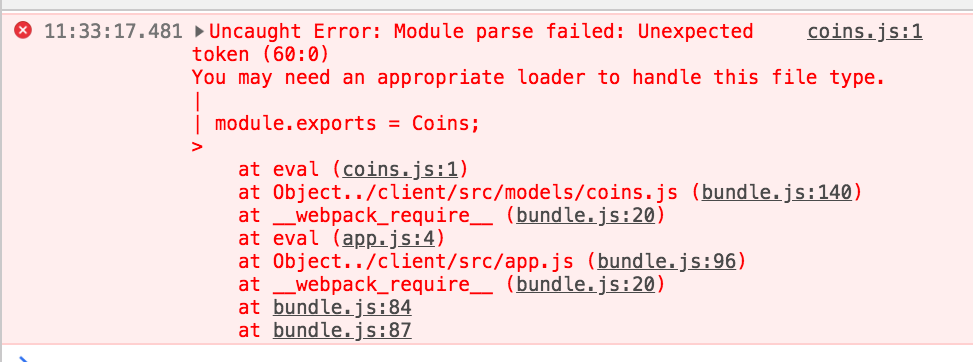 11:33:17.481 ▶Uncaught Error: Module parse failed: Unexpected coins.js:1
token (60:0)
You may need an appropriate loader to handle this file type.
|
| module.exports = Coins;
>
at eval (coins.js:1)
at Object../client/src/models/coins.js (bundle.js:140)
at __webpack_require__ (bundle.js:20)
at eval (app.js:4)
at Object../client/src/app.js (bundle.js:96)
at __webpack_require__ (bundle.js:20)
at bundle.js:84
at bundle.js:87